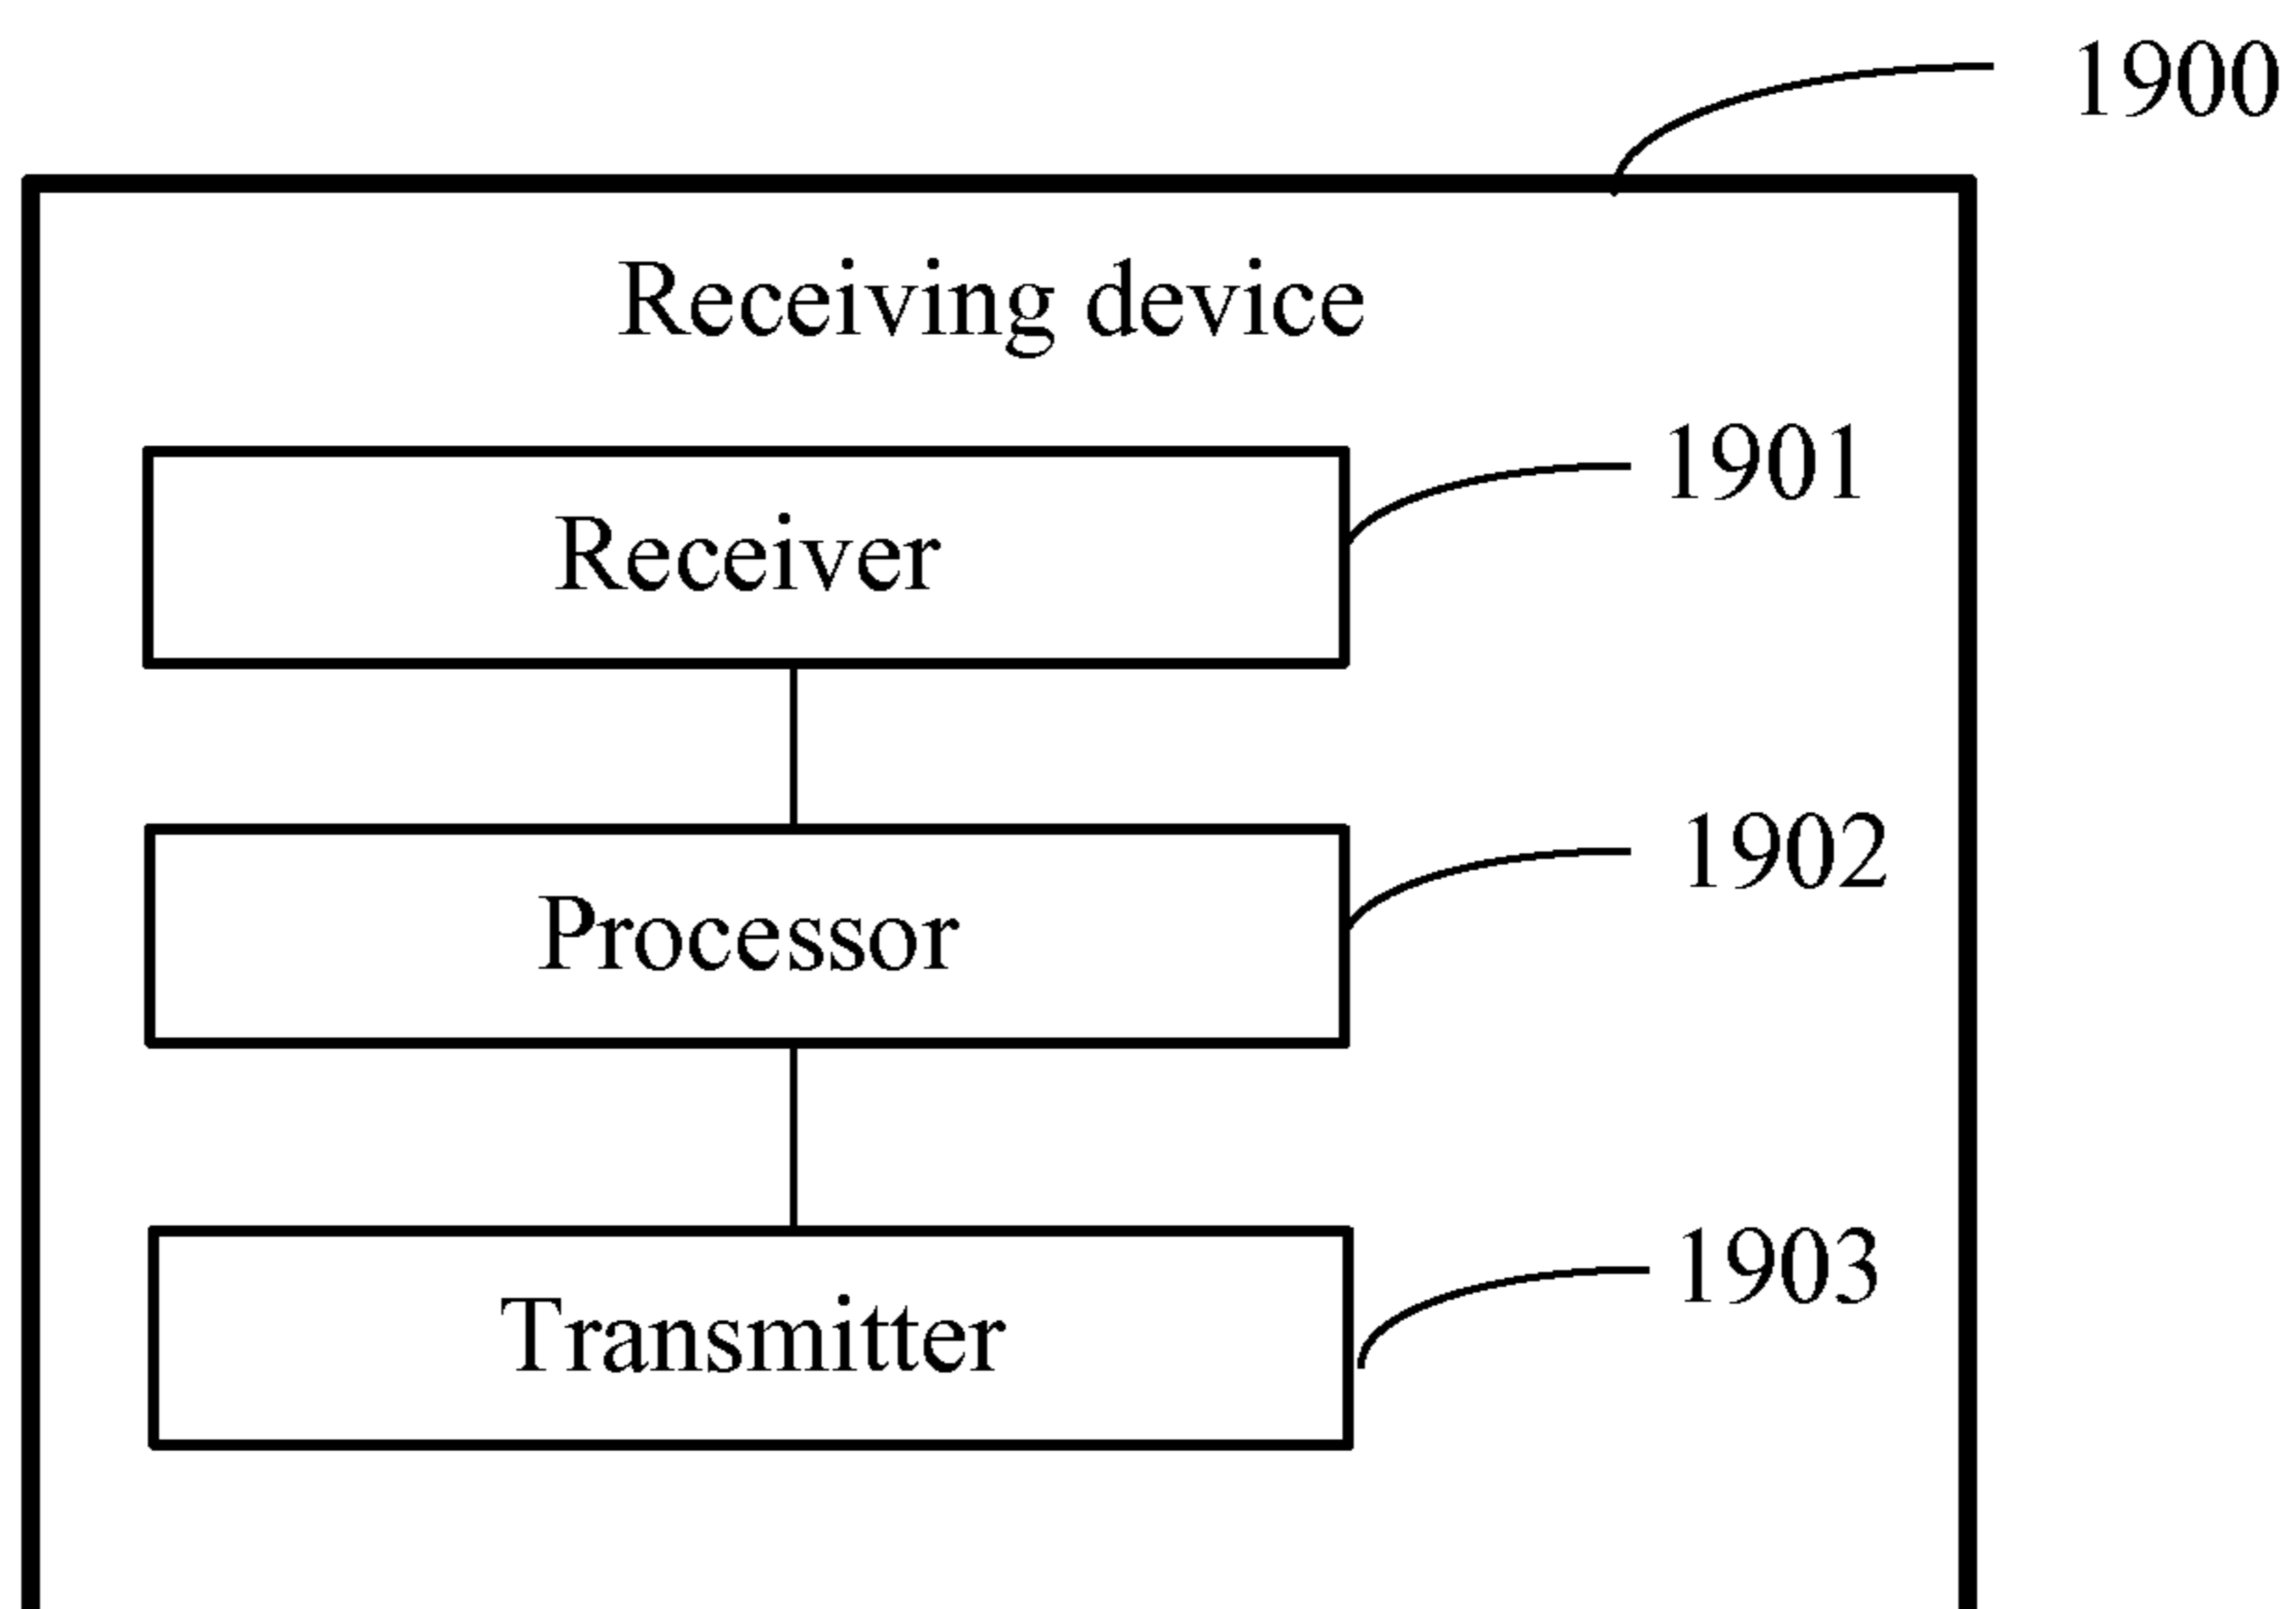 1900
Receiving device
1901
Receiver
1902
Processor
1903
Transmitter